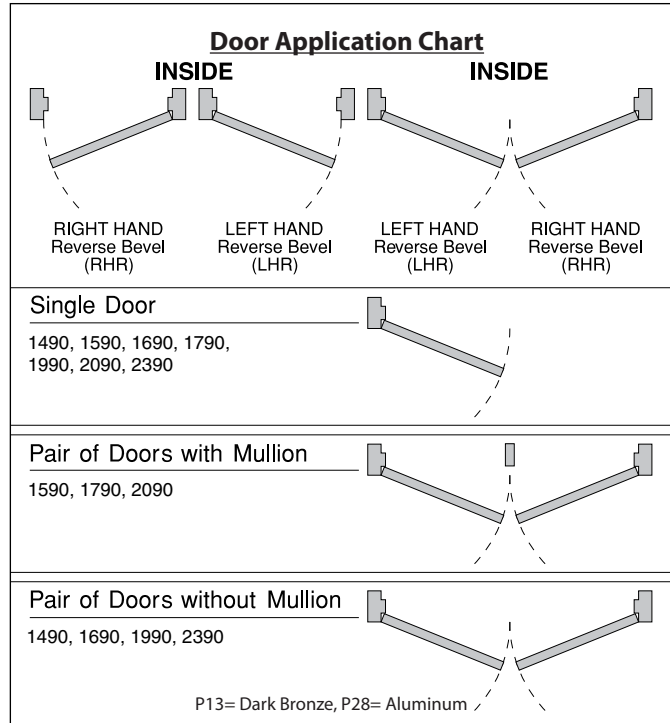 Door Application Chart
INSIDE
INSIDE
RIGHT HAND
Reverse Bevel
(RHR)
LEFT HAND
Reverse Bevel
(LHR)
LEFT HAND
Reverse Bevel
(LHR)
RIGHT HAND
Reverse Bevel
(RHR)
Single Door
1490, 1590, 1690, 1790,
1990, 2090, 2390
Pair of Doors with Mullion
1590, 1790, 2090
Pair of Doors without Mullion
1490, 1690, 1990, 2390
P13= Dark Bronze, P28= Aluminum